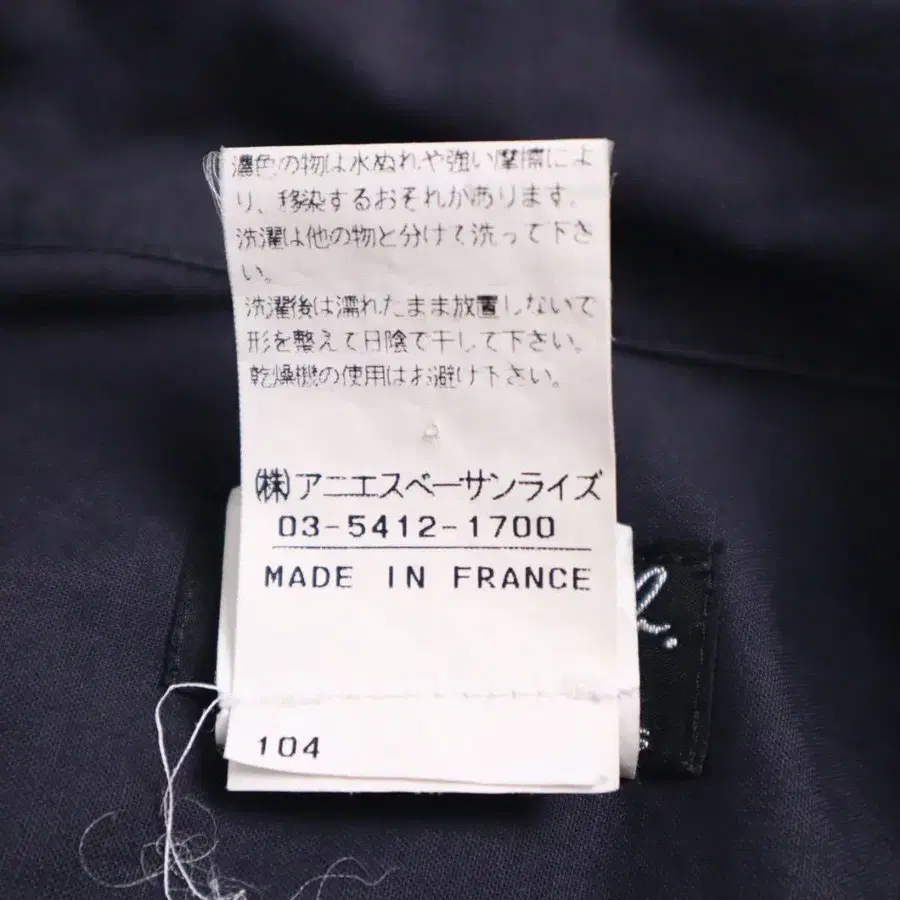 濃色の物は水ぬれや強い摩擦によ
り、移染するおそれがあります。
洗濯は他の物と分けて洗って下さ
い。
洗濯後は濡れたまま放置しないで
形を整えて日陰で干して下さい。
乾燥機の使用はお避け下さい。
(株)アニエスベーサンライズ
03-5412-1700
MADE IN FRANCE
b.
104